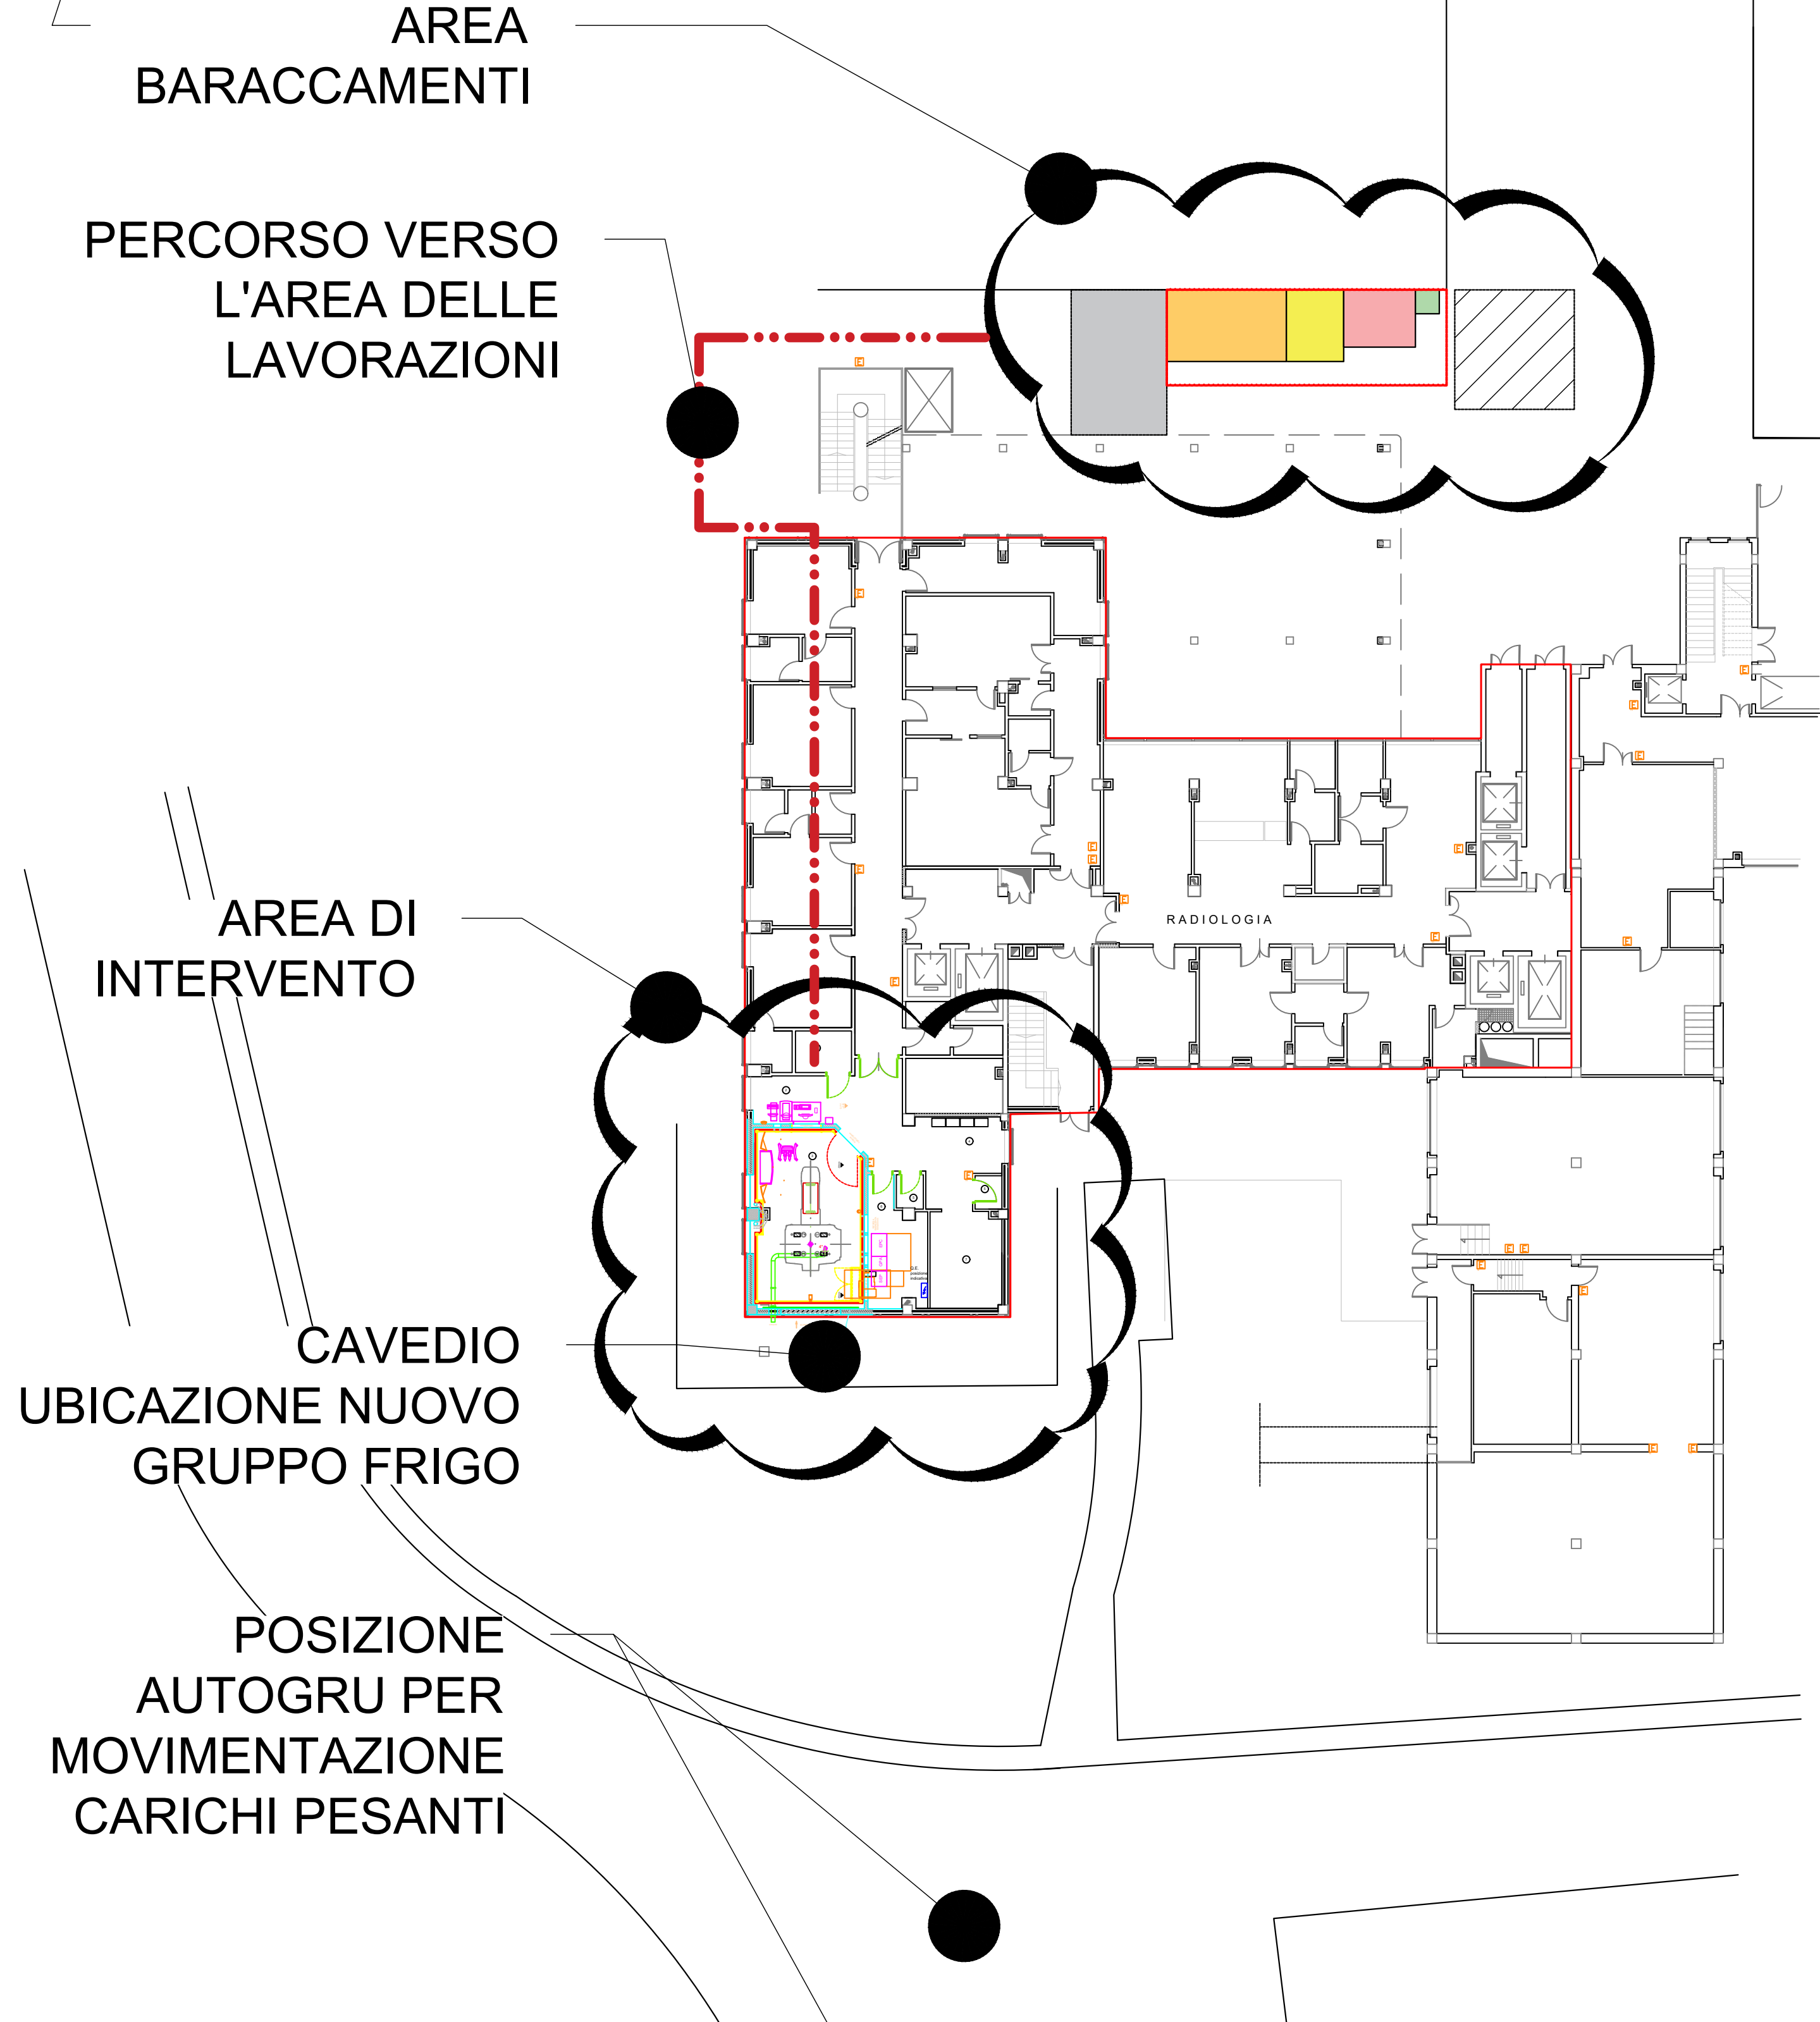 AREA
BARACCAMENTI
PERCORSO VERSO
L'AREA DELLE
LAVORAZIONI
RADIOLOGIA
AREA DI
INTERVENTO
CAVEDIO
UBICAZIONE NUOVO
GRUPPO FRIGO
POSIZIONE
AUTOGRU PER
MOVIMENTAZIONE
CARICHI PESANTI